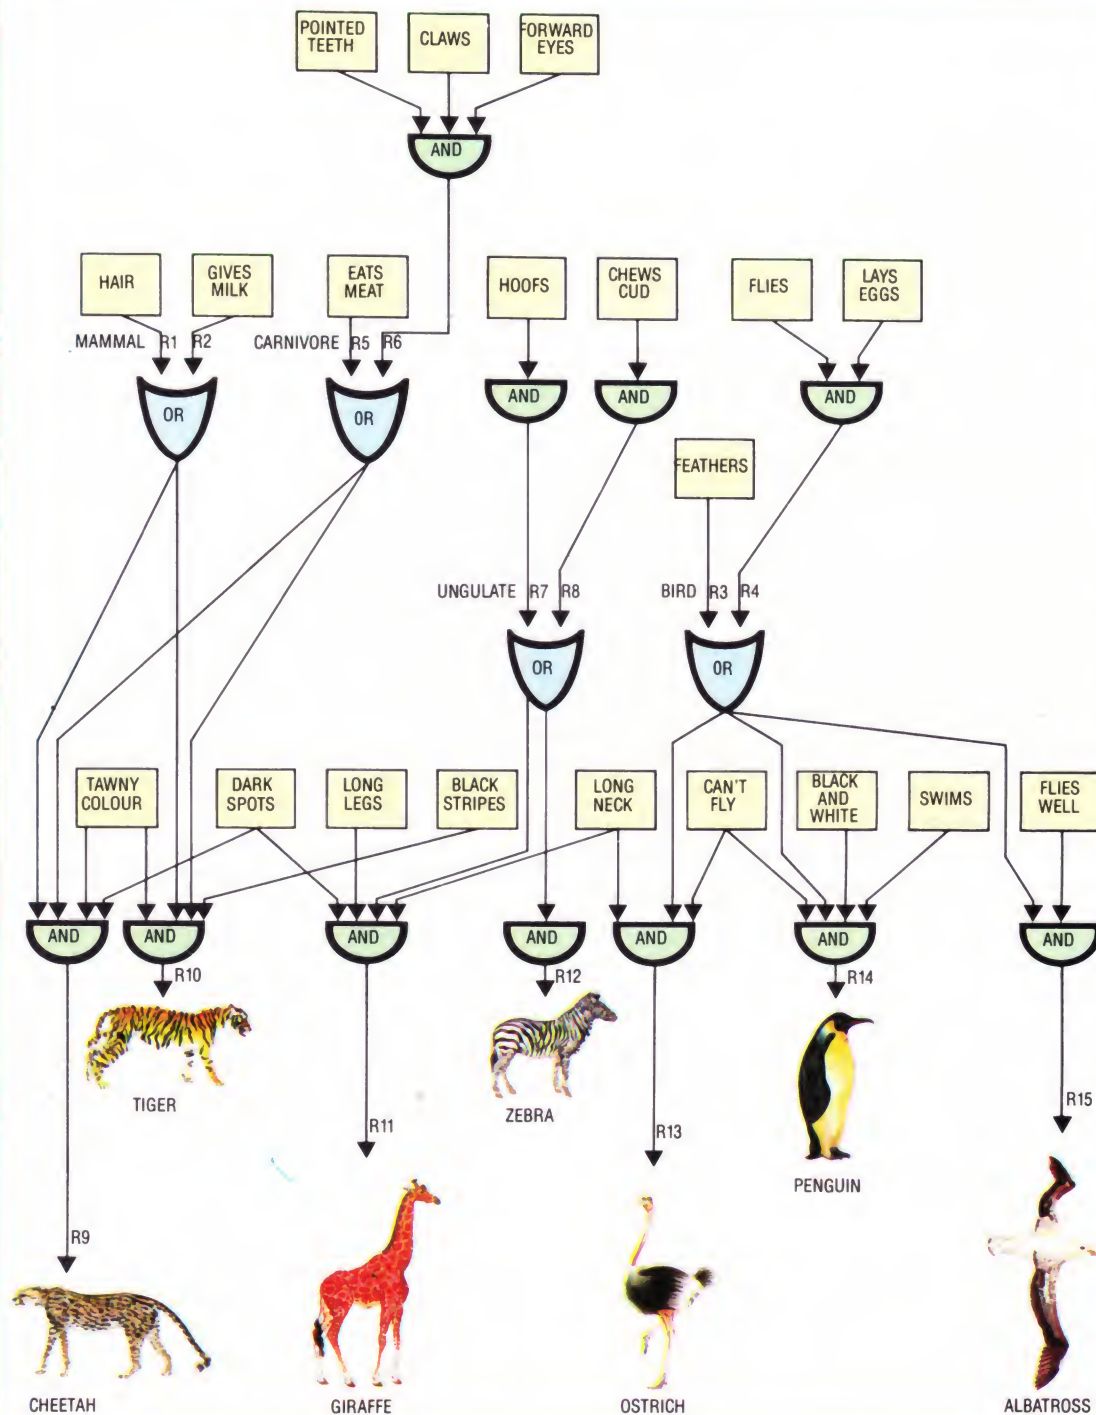 POINTED
TEETH
CLAWS
FORWARD
EYES
AND
HAIR
GIVES
MILK
EATS
MEAT
HOOFS
CHEWS
CUD
FLIES
LAYS
EGGS
MAMMAL R1 R2
CARNIVORE R5 R6
OR
OR
AND
AND
AND
FEATHERS
UNGULATE R7 R8
BIRD R3 R4
OR
OR
TAWNY
COLOUR
DARK
SPOTS
LONG
LEGS
BLACK
STRIPES
LONG
NECK
CAN'T
FLY
BLACK
AND
WHITE
SWIMS
FLIES
WELL
AND
AND
AND
AND
AND
AND
AND
R10
R12
R14
TIGER
ZEBRA
PENGUIN
R11
R13
R15
R9
CHEETAH
GIRAFFE
OSTRICH
ALBATROSS